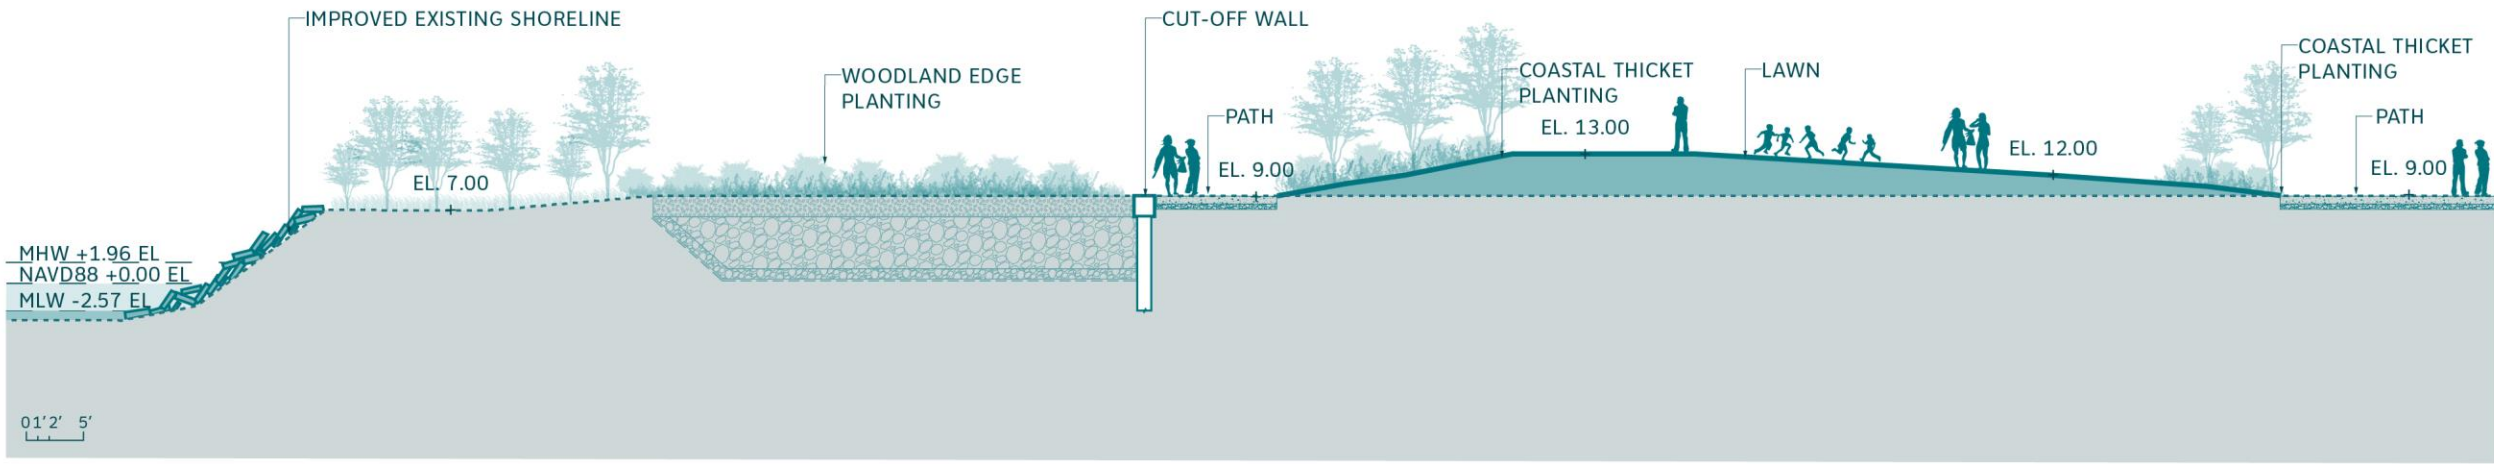 IMPROVED EXISTING SHORELINE
CUT-OFF WALL
WOODLAND EDGE
PLANTING
PATH
COASTAL THICKET
PLANTING
LAWN
COASTAL THICKET
PLANTING
PATH
EL. 7.00
EL. 9.00
EL. 13.00
EL. 12.00
EL. 9.00
MHW +1.96 EL
NAVD88 +0.00 EL
MLW -2.57 EL
0 1' 2' 5'